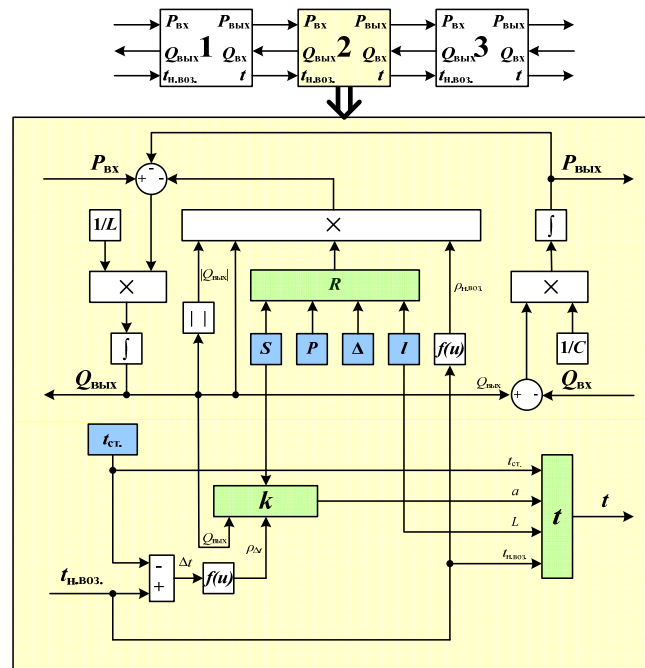 Pвх Pвых Pвх Pвых Pвх Pвых
Qвых 1 Qвх Qвых 2 Qвх Qвых 3 Qвх
tн.воз. t tн.воз. t tн.воз. t
Pвх + - - Pвых
1/L × ∫
× |Qвых| R ρн.воз. ×
| | S P Δ l f(u) 1/C
∫
Qвых Qвых + - Qвх
tст. tст.
k a t t
L
Qвых ρΔt
tн.воз.
- + Δt f(u)
tн.воз.